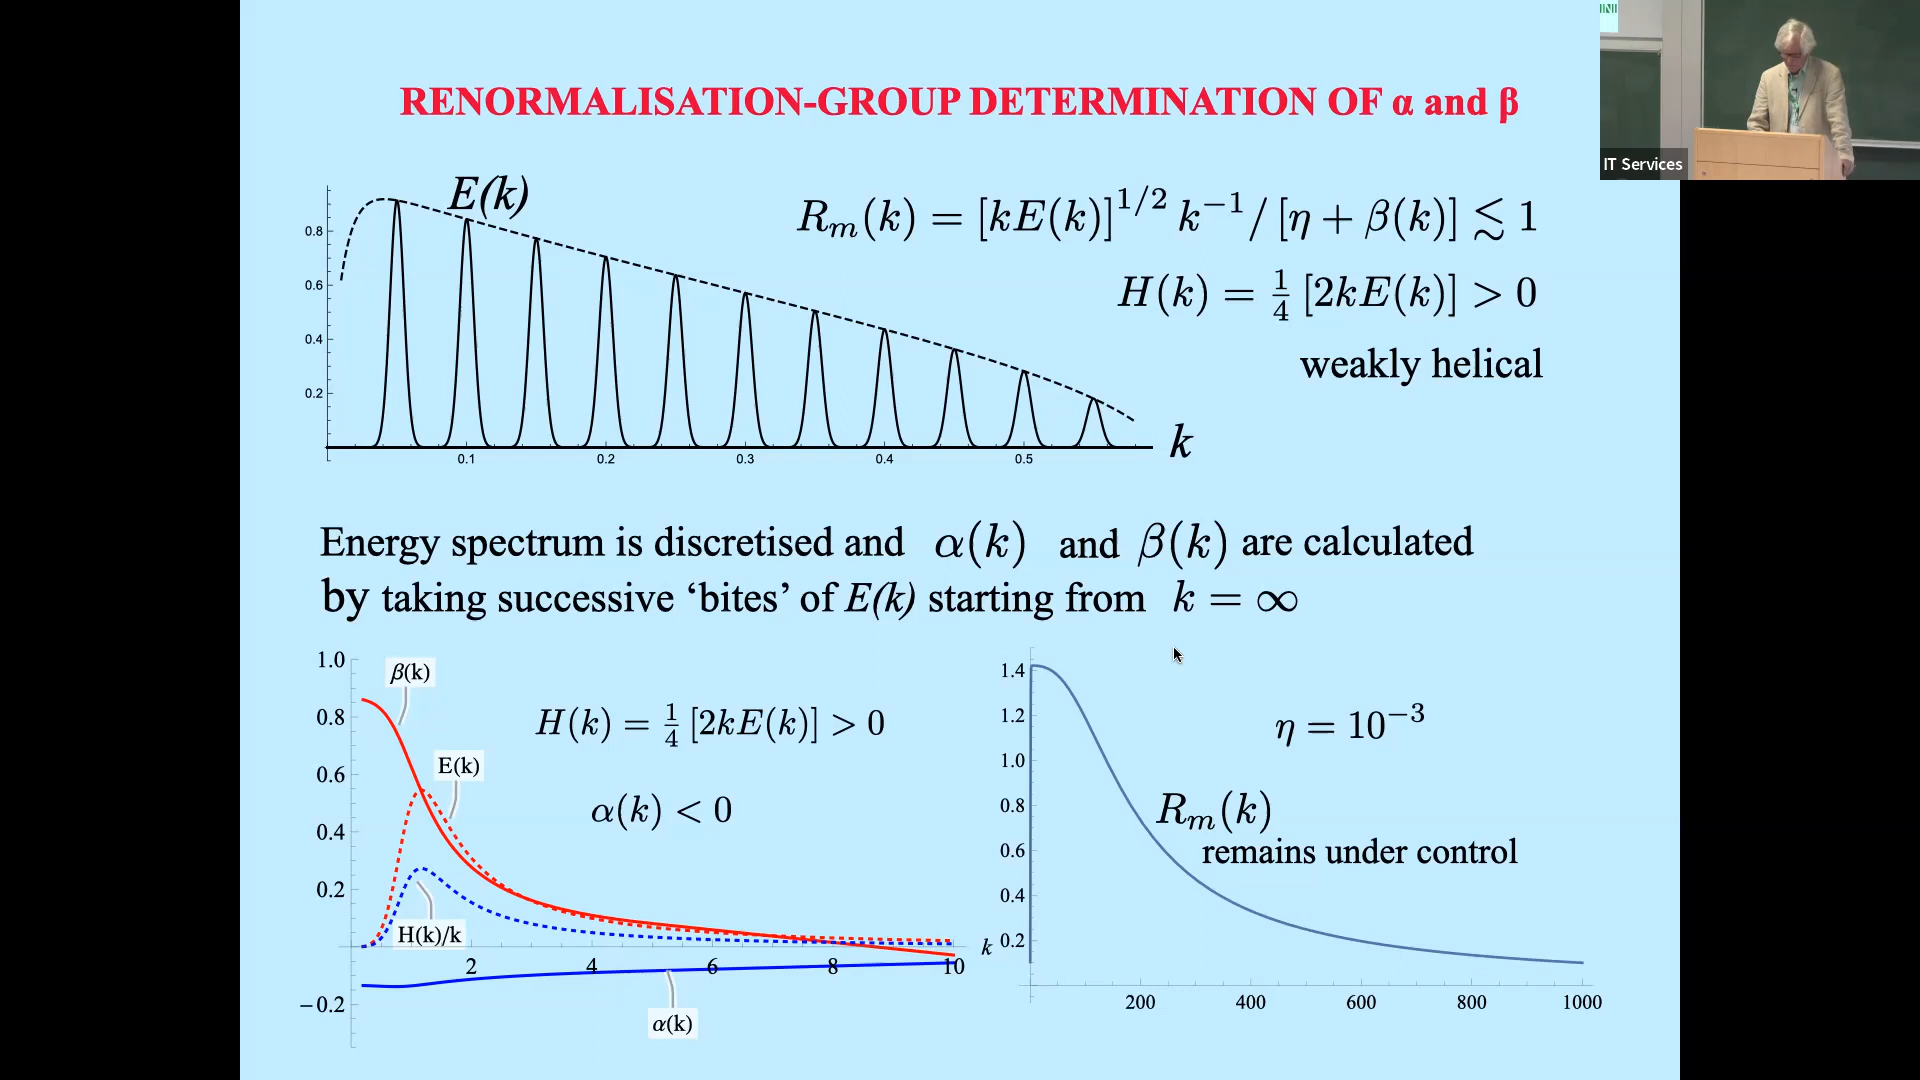 RENORMALISATION-GROUP DETERMINATION OF α and β
IT Services
E(k)
R_m(k) = [kE(k)]^{1/2} k^{-1}/ [η + β(k)] ≲ 1
H(k) = 1/4 [2kE(k)] > 0
weakly helical
0.8
0.6
0.4
0.2
0.1 0.2 0.3 0.4 0.5
k
Energy spectrum is discretised and α(k) and β(k) are calculated
by taking successive ‘bites’ of E(k) starting from k = ∞
1.0
0.8
0.6
0.4
0.2
−0.2
β(k)
H(k) = 1/4 [2kE(k)] > 0
E(k)
α(k) < 0
H(k)/k
2 4 6 8 10
k
α(k)
1.4
1.2
1.0
0.8
0.6
0.4
0.2
η = 10^{-3}
R_m(k)
remains under control
200 400 600 800 1000